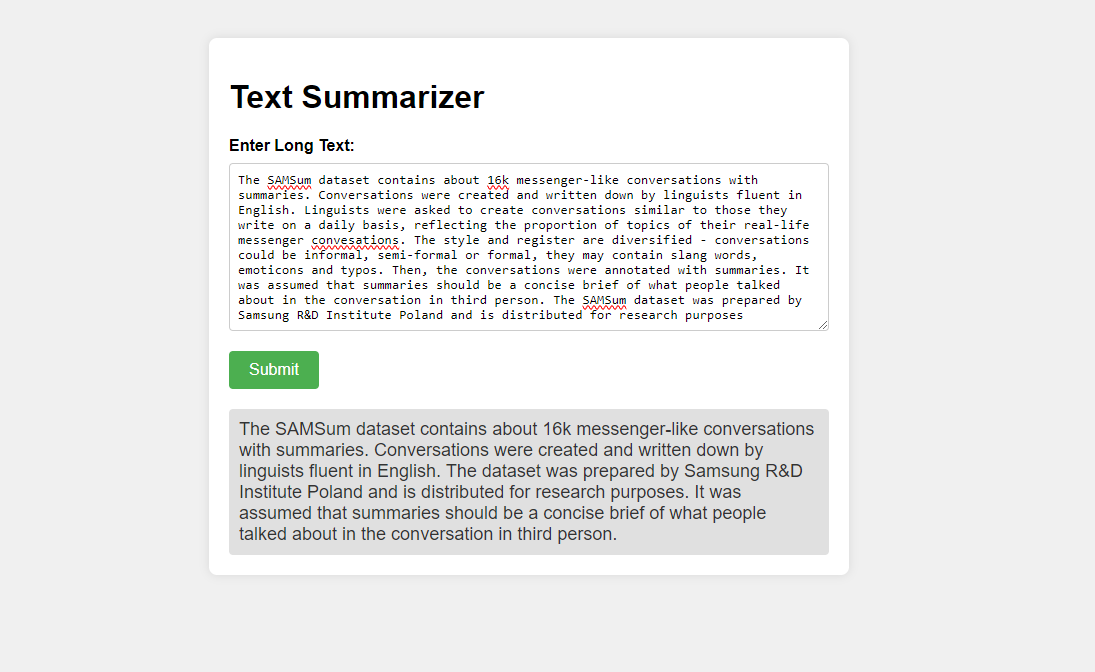 Text Summarizer
Enter Long Text:
The SAMSum dataset contains about 16k messenger-like conversations with
summaries. Conversations were created and written down by linguists fluent in
English. Linguists were asked to create conversations similar to those they
write on a daily basis, reflecting the proportion of topics of their real-life
messenger convesations. The style and register are diversified - conversations
could be informal, semi-formal or formal, they may contain slang words,
emoticons and typos. Then, the conversations were annotated with summaries. It
was assumed that summaries should be a concise brief of what people talked
about in the conversation in third person. The SAMSum dataset was prepared by
Samsung R&D Institute Poland and is distributed for research purposes
Submit
The SAMSum dataset contains about 16k messenger-like conversations
with summaries. Conversations were created and written down by
linguists fluent in English. The dataset was prepared by Samsung R&D
Institute Poland and is distributed for research purposes. It was
assumed that summaries should be a concise brief of what people
talked about in the conversation in third person.